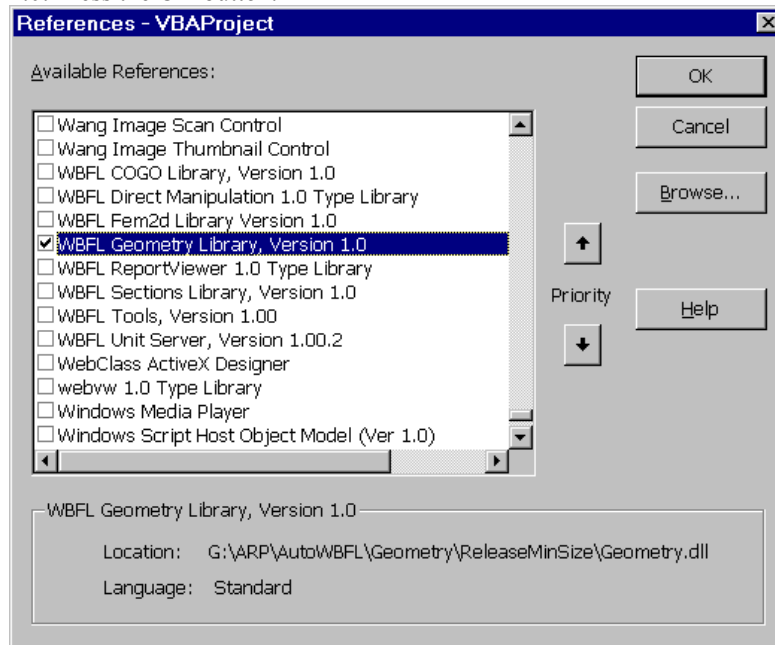 References - VBAProject
Available References:
OK
Wang Image Scan Control
Cancel
Wang Image Thumbnail Control
WBFL COGO Library, Version 1.0
WBFL Direct Manipulation 1.0 Type Library
Browse...
WBFL Fem2d Library Version 1.0
WBFL Geometry Library, Version 1.0
WBFL ReportViewer 1.0 Type Library
WBFL Sections Library, Version 1.0
Priority
WBFL Tools, Version 1.00
Help
WBFL Unit Server, Version 1.00.2
WebClass ActiveX Designer
webvw 1.0 Type Library
Windows Media Player
Windows Script Host Object Model (Ver 1.0)
WBFL Geometry Library, Version 1.0
Location: G:\ARP\AutoWBFL\Geometry\ReleaseMinSize\Geometry.dll
Language: Standard